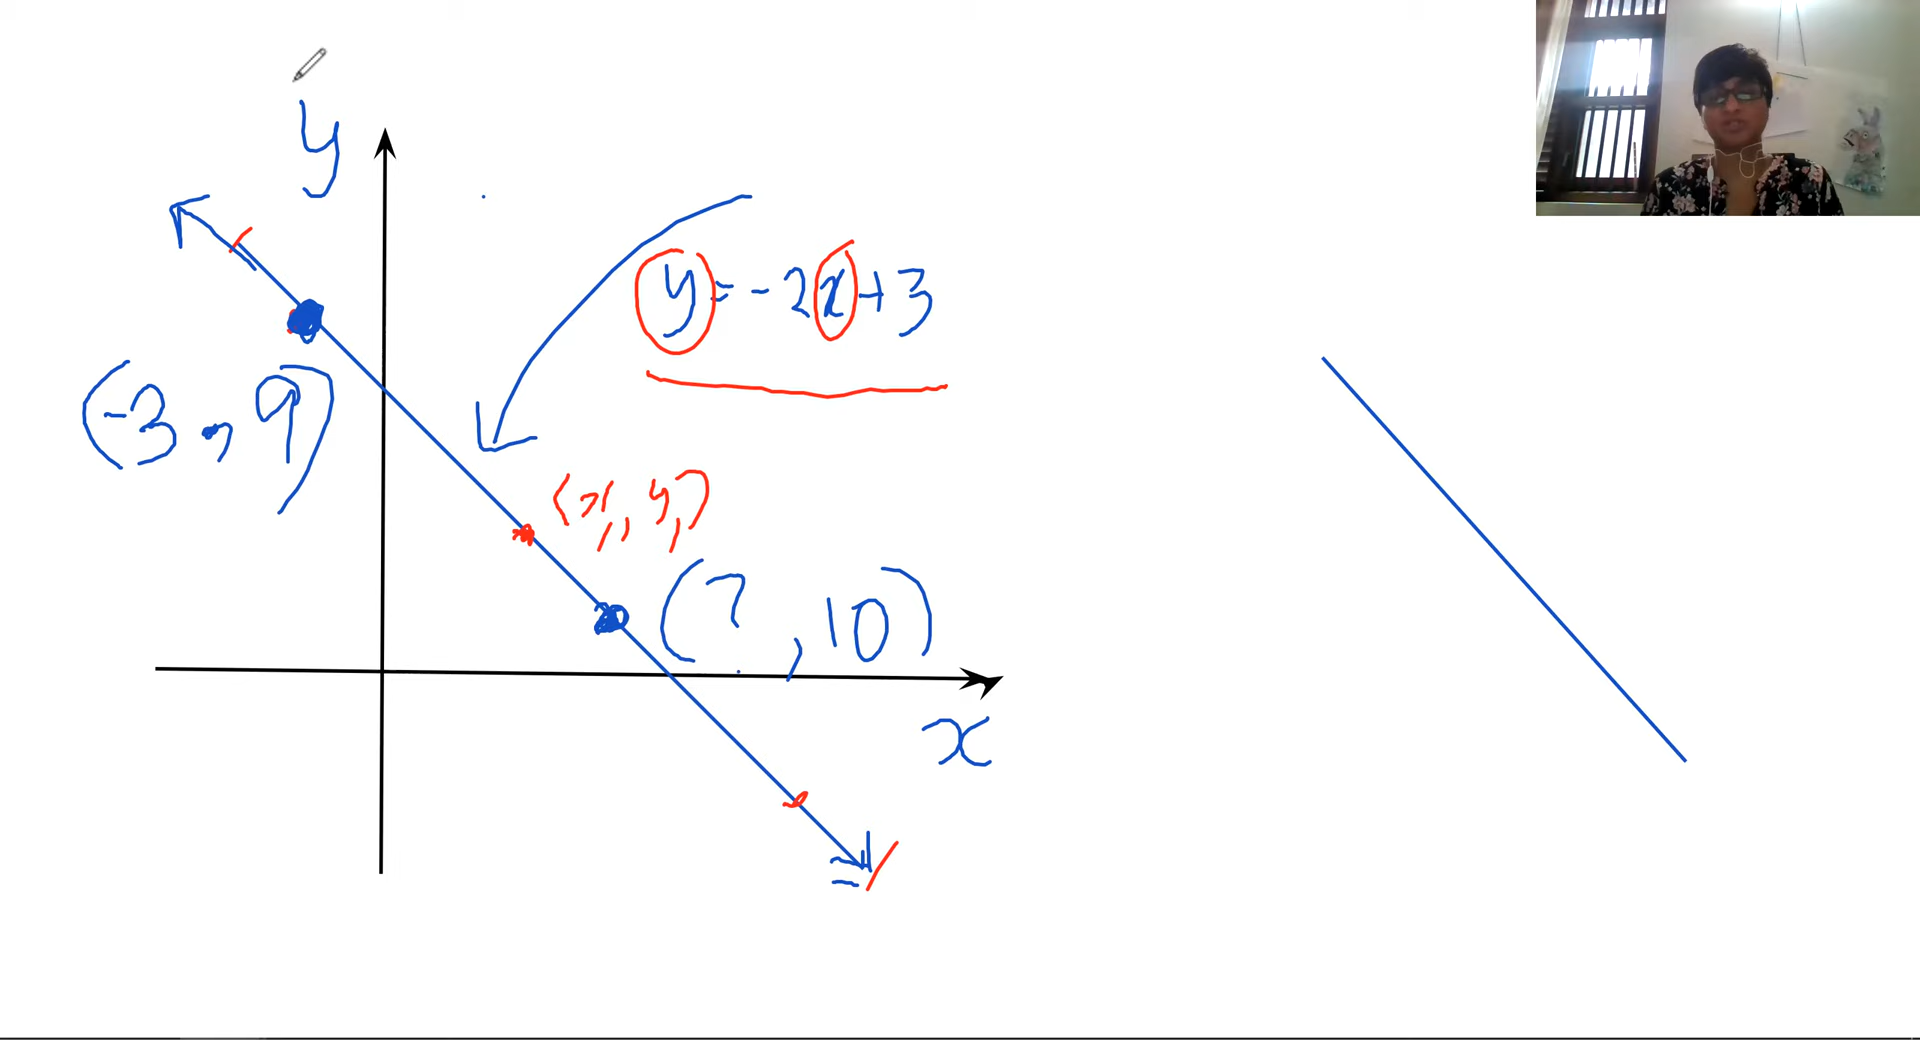 y
y = -2x + 3
(-3, 9)
(x, y)
(?, 10)
x